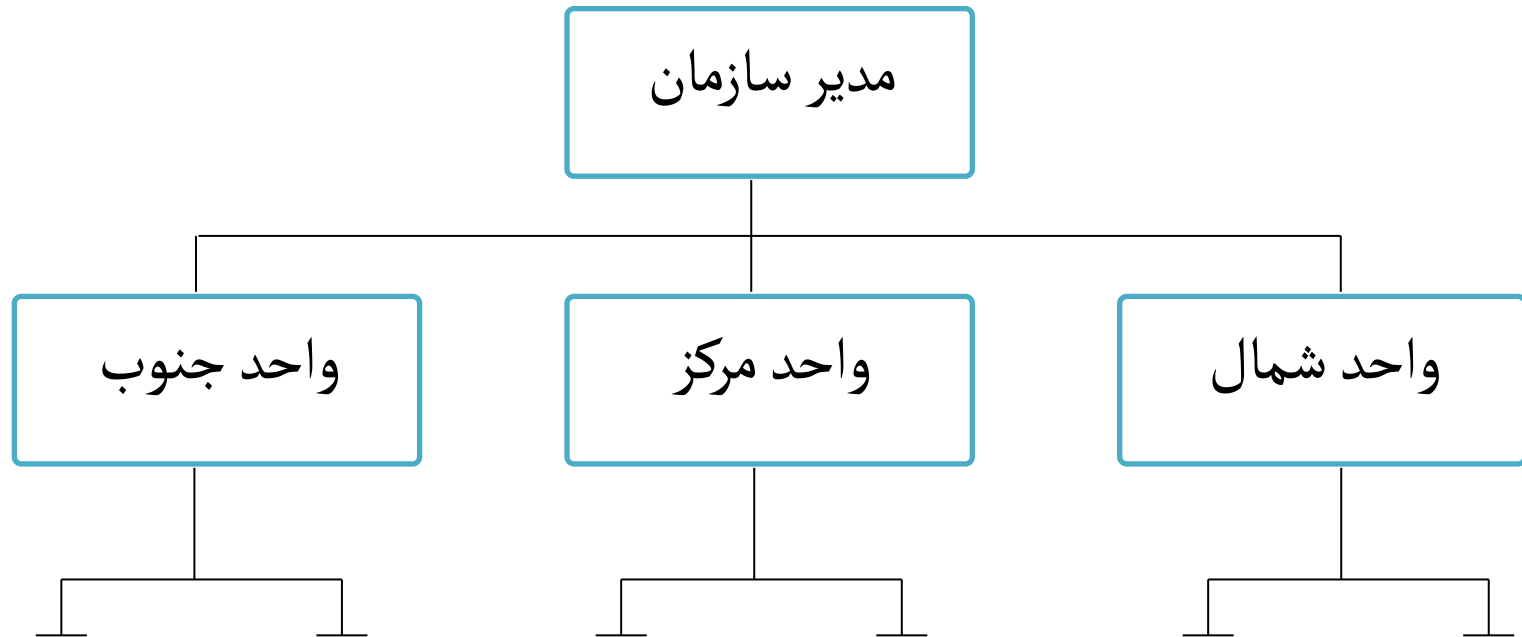 مدیر سازمان
واحد شمال
واحد مرکز
واحد جنوب